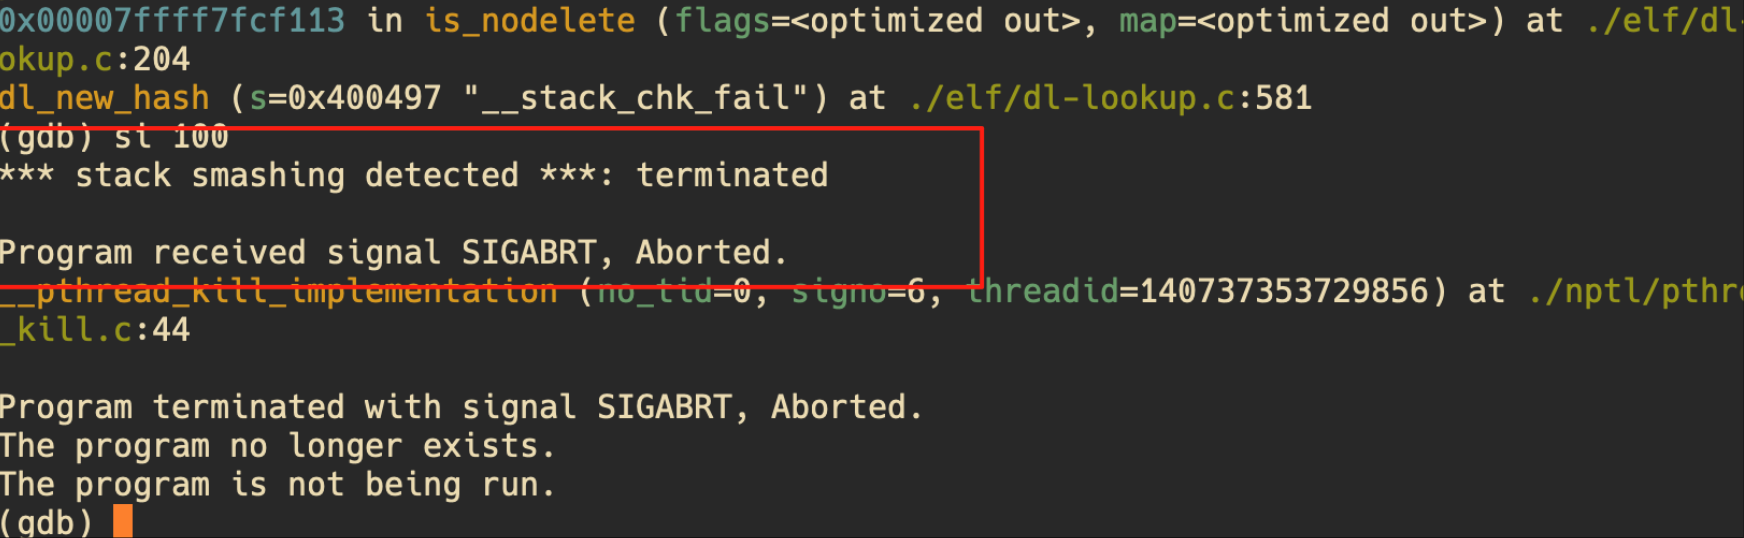 0x00007ffff7fcf113 in is_nodelete (flags=<optimized out>, map=<optimized out>) at ./elf/dl-
okup.c:204
dl_new_hash (s=0x400497 "__stack_chk_fail") at ./elf/dl-lookup.c:581
(gdb) si 100
*** stack smashing detected ***: terminated
Program received signal SIGABRT, Aborted.
__pthread_kill_implementation (no_tid=0, signo=6, threadid=140737353729856) at ./nptl/pthre
_kill.c:44
Program terminated with signal SIGABRT, Aborted.
The program no longer exists.
The program is not being run.
(gdb)